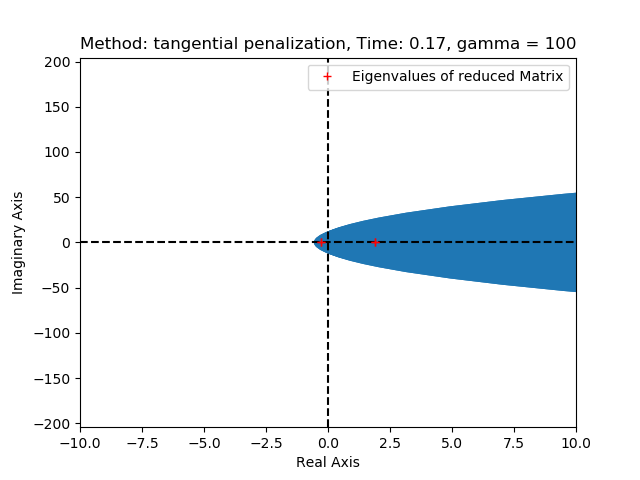 Method: tangential penalization, Time: 0.17, gamma = 100
Eigenvalues of reduced Matrix
200
150
100
50
0
−50
−100
−150
−200
Imaginary Axis
−10.0 −7.5 −5.0 −2.5 0.0 2.5 5.0 7.5 10.0
Real Axis